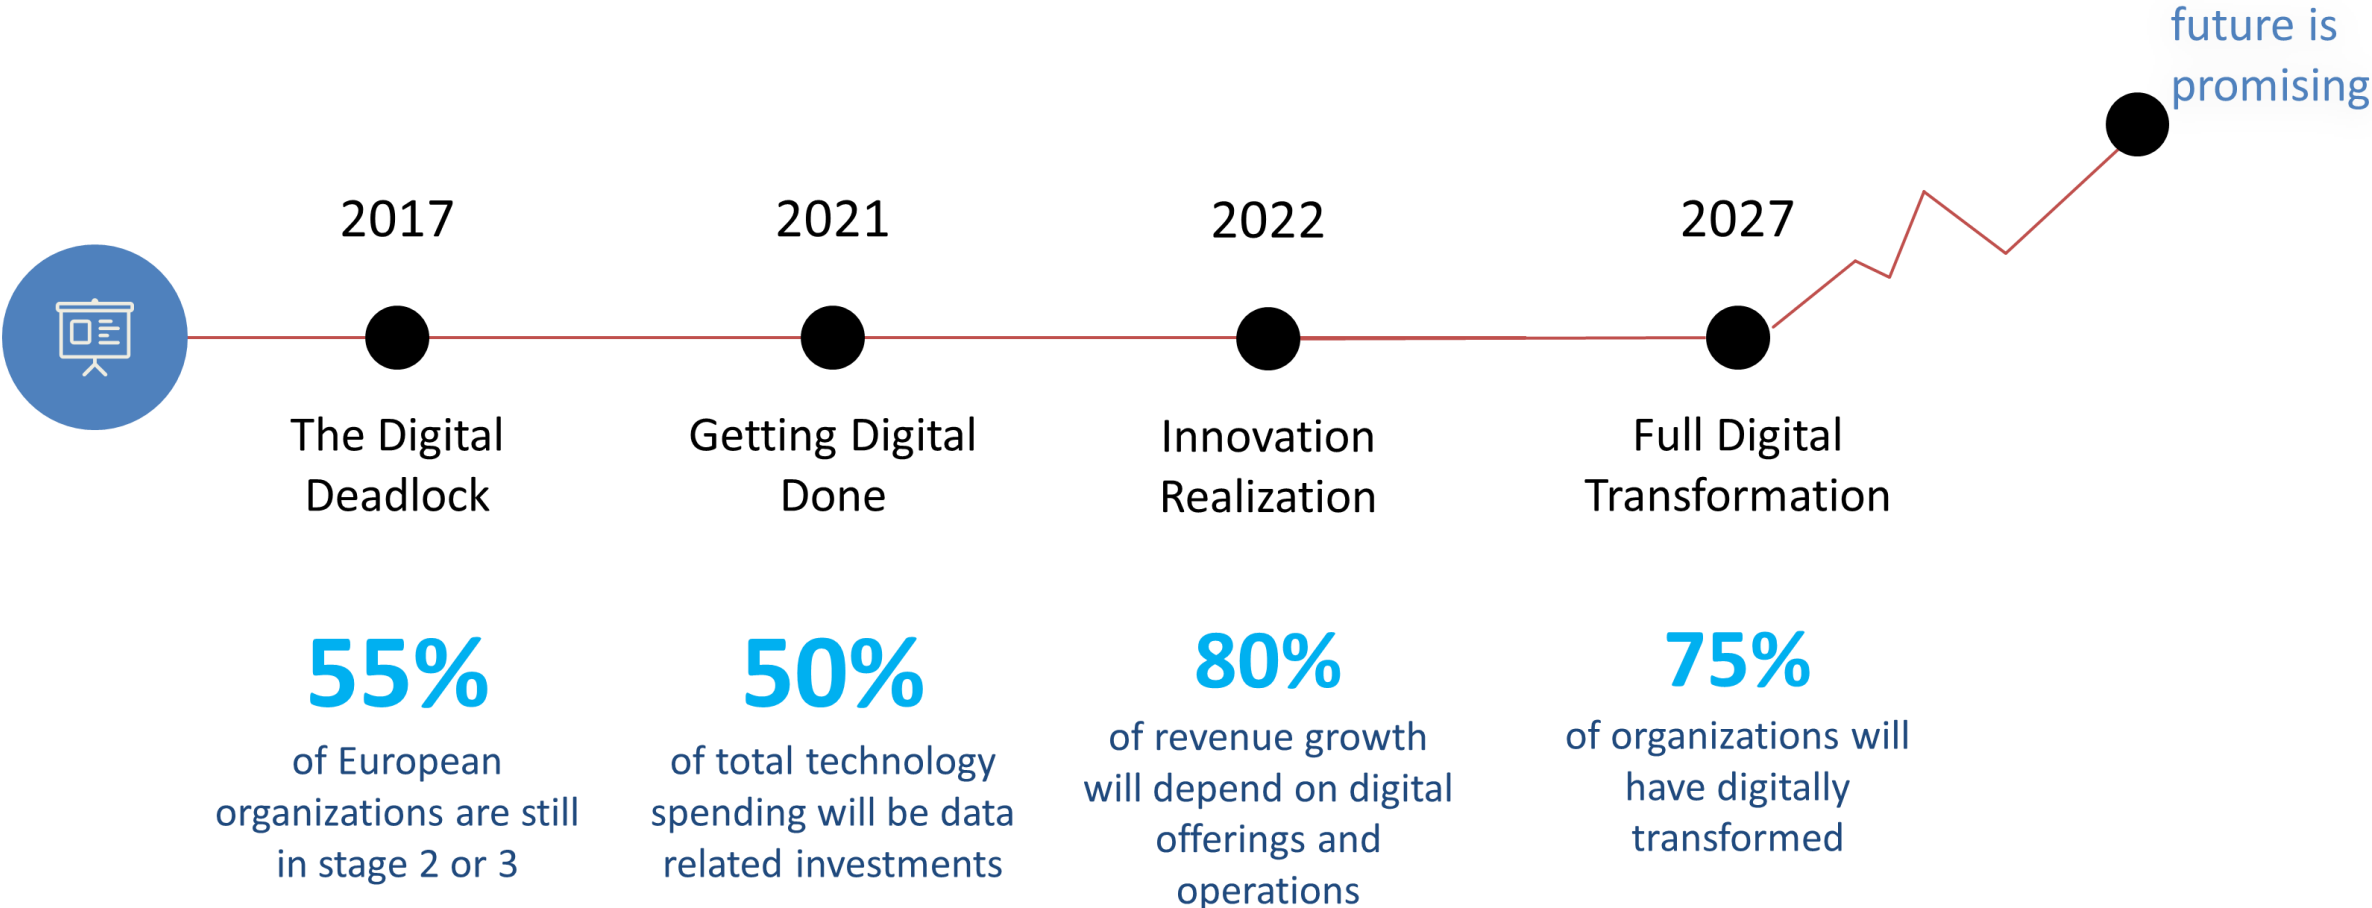 future is
promising
2017
2021
2022
2027
The Digital
Deadlock
Getting Digital
Done
Innovation
Realization
Full Digital
Transformation
55%
of European
organizations are still
in stage 2 or 3
50%
of total technology
spending will be data
related investments
80%
of revenue growth
will depend on digital
offerings and
operations
75%
of organizations will
have digitally
transformed